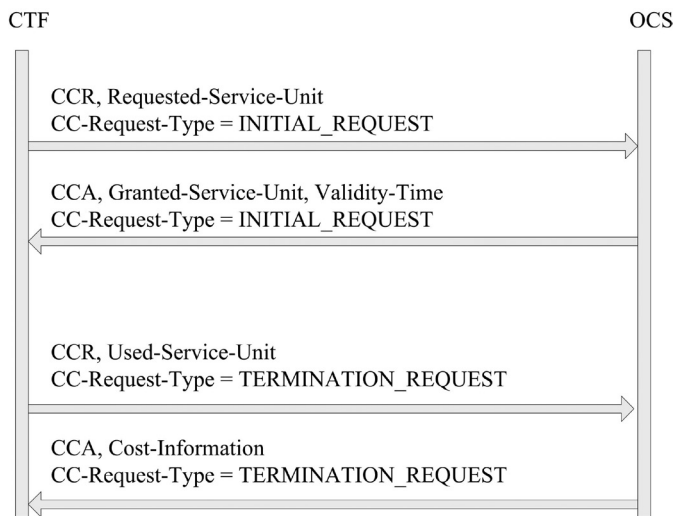 CTF
OCS
CCR, Requested-Service-Unit
CC-Request-Type = INITIAL_REQUEST
CCA, Granted-Service-Unit, Validity-Time
CC-Request-Type = INITIAL_REQUEST
CCR, Used-Service-Unit
CC-Request-Type = TERMINATION_REQUEST
CCA, Cost-Information
CC-Request-Type = TERMINATION_REQUEST